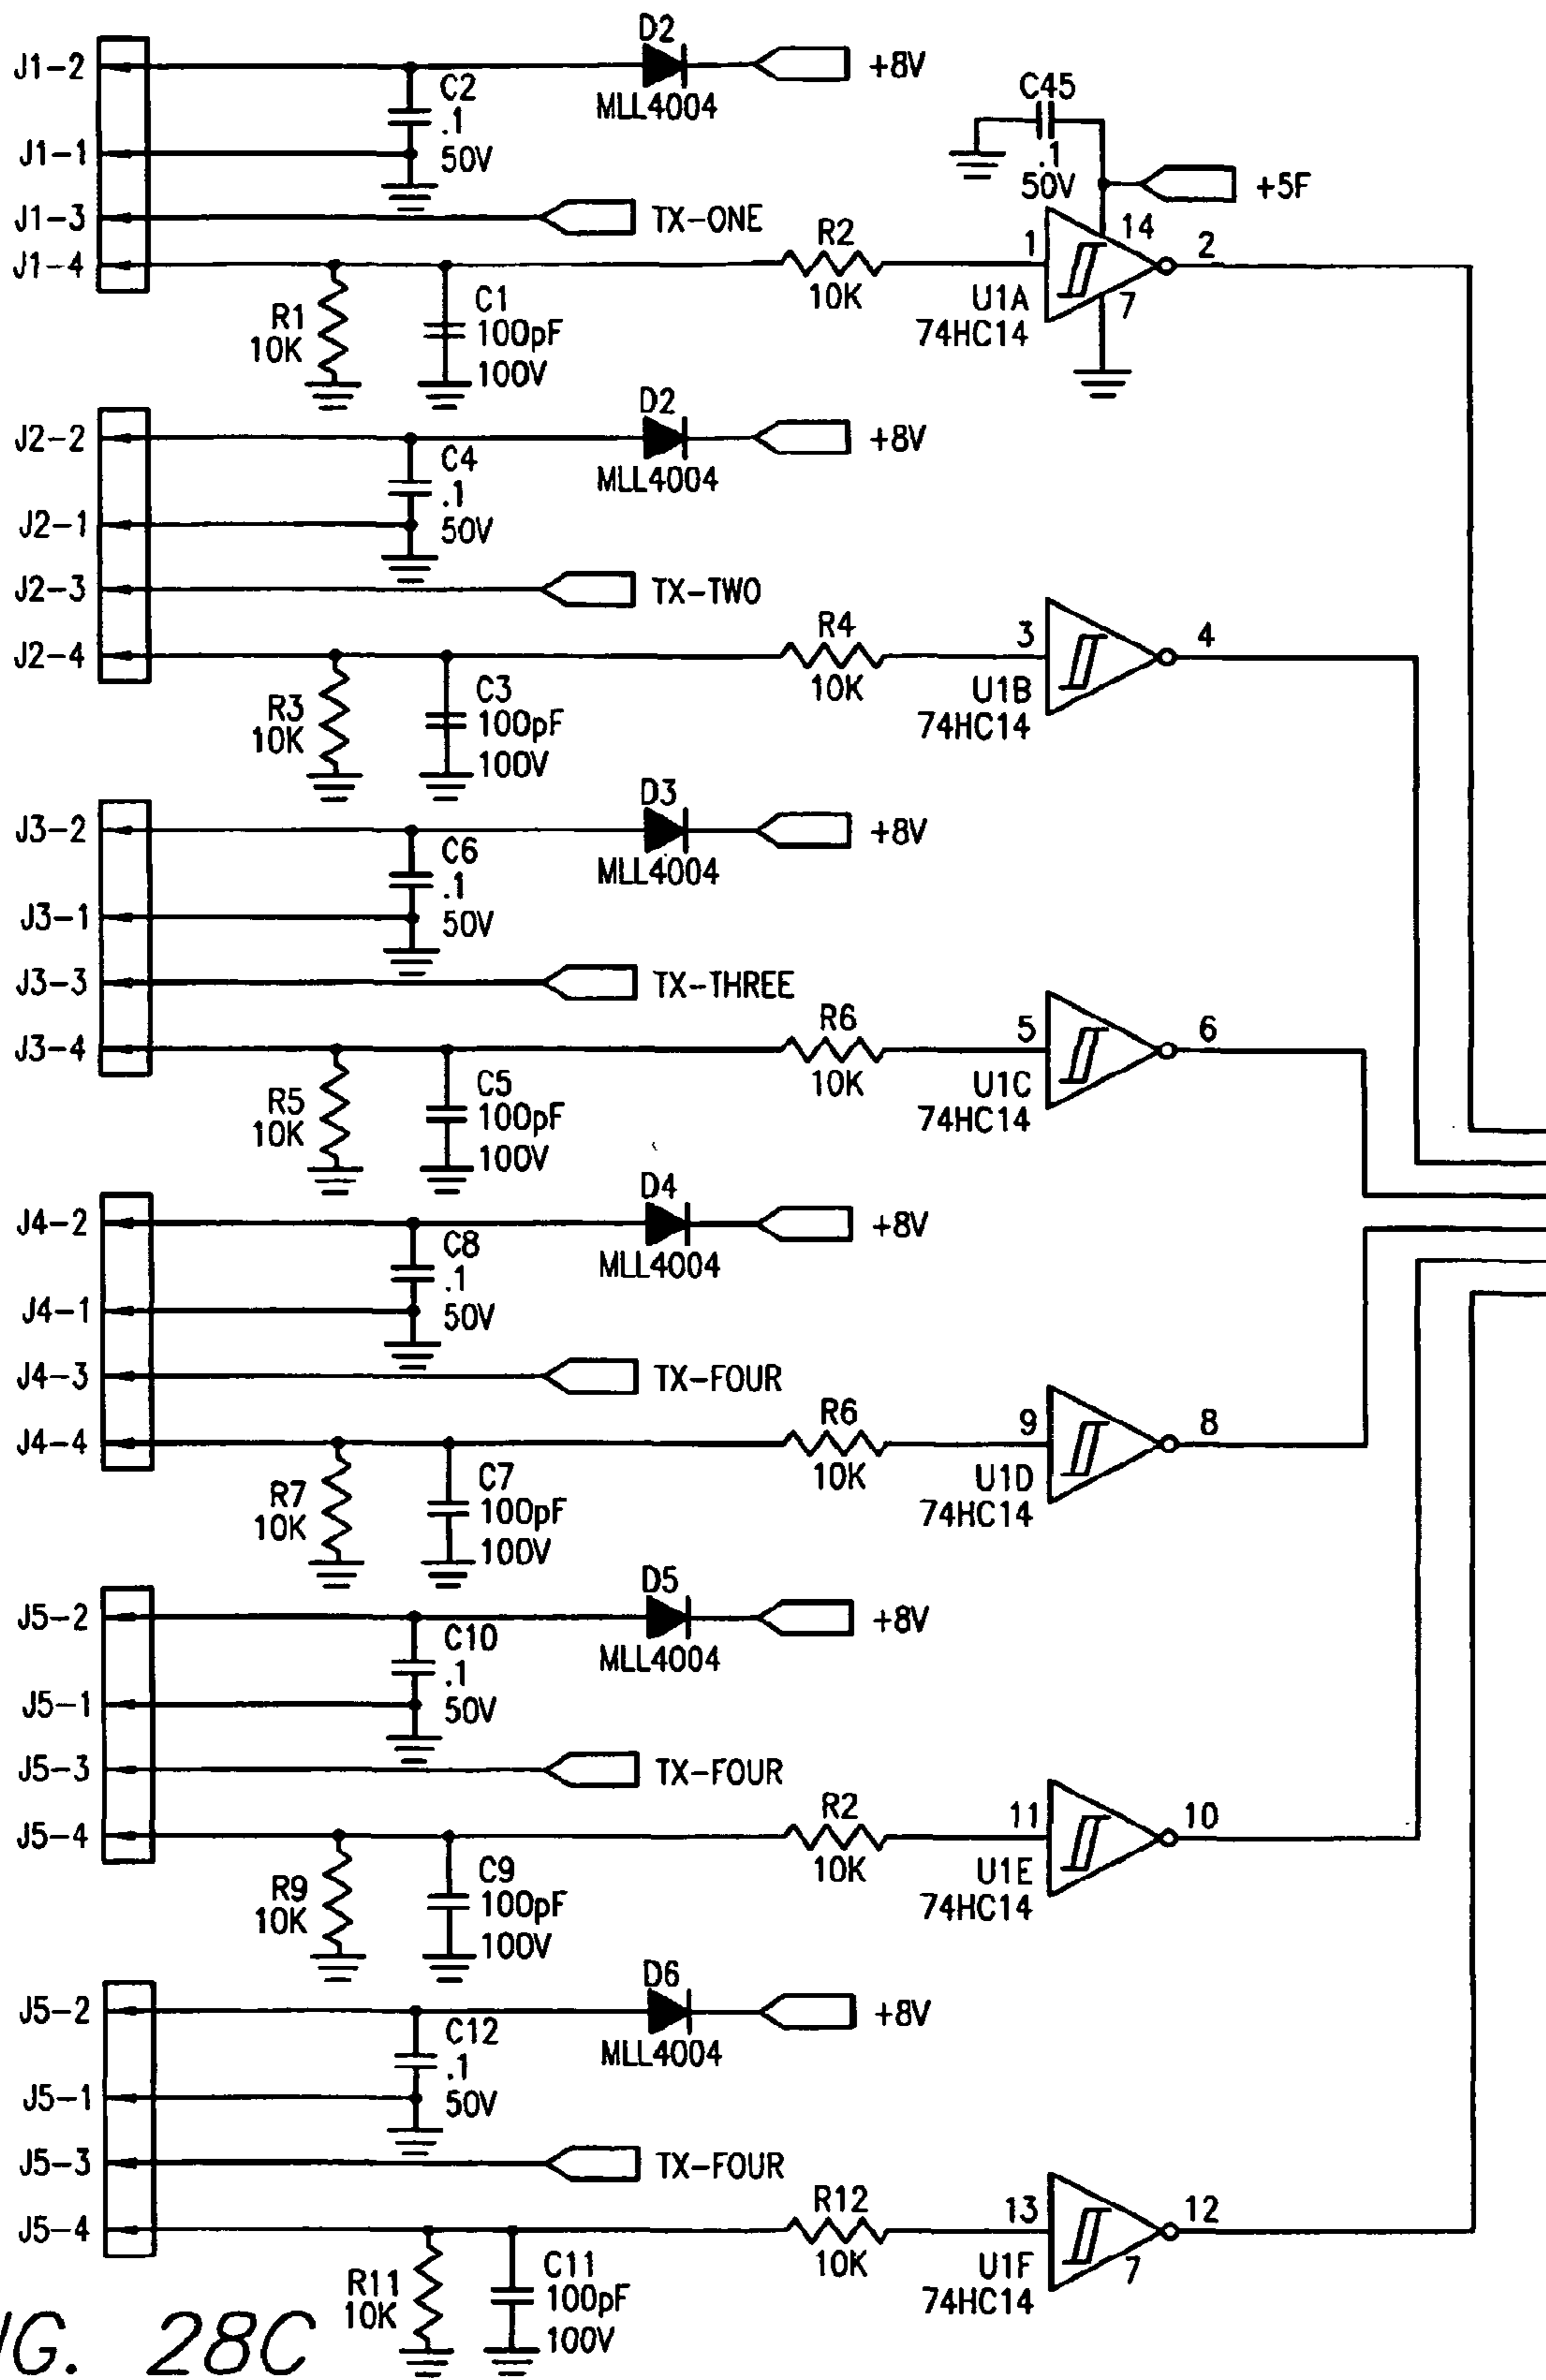 D2
J1-2
+8V
C2
.1
50V
MLL4004
C45
.1
50V
J1-1
+5F
J1-3
TX-ONE
14
R2
10K
1
2
J1-4
C1
100pF
100V
R1
10K
U1A
74HC14
7
D2
J2-2
+8V
C4
.1
50V
MLL4004
J2-1
J2-3
TX-TWO
R4
10K
3
4
J2-4
C3
100pF
100V
R3
10K
U1B
74HC14
D3
J3-2
+8V
C6
.1
50V
MLL4004
J3-1
J3-3
TX-THREE
R6
10K
5
6
J3-4
C5
100pF
100V
R5
10K
U1C
74HC14
D4
J4-2
+8V
C8
.1
50V
MLL4004
J4-1
J4-3
TX-FOUR
R6
10K
9
8
J4-4
C7
100pF
100V
R7
10K
U1D
74HC14
D5
J5-2
+8V
C10
.1
50V
MLL4004
J5-1
J5-3
TX-FOUR
R2
10K
11
10
J5-4
C9
100pF
100V
R9
10K
U1E
74HC14
D6
J5-2
+8V
C12
.1
50V
MLL4004
J5-1
J5-3
TX-FOUR
R12
10K
13
12
J5-4
C11
100pF
100V
R11
10K
U1F
74HC14
7
IG. 28C